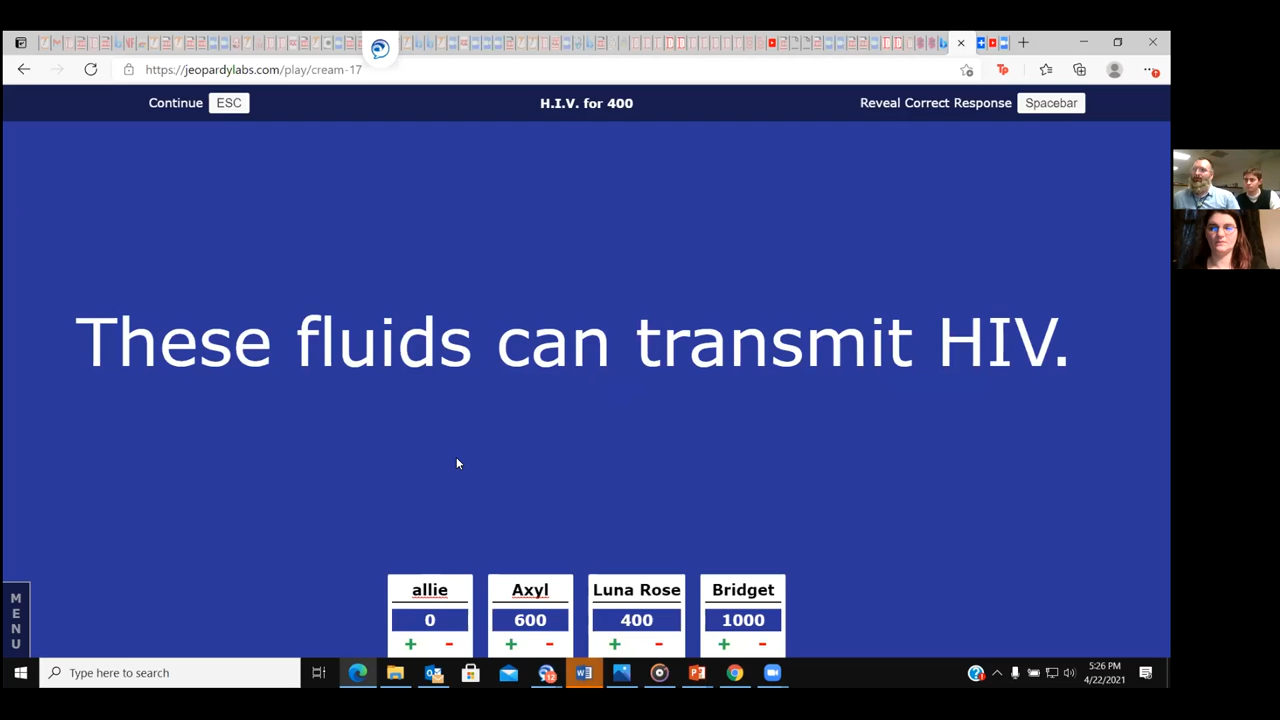 https://jeopardylabs.com/play/cream-17
Continue ESC
H.I.V. for 400
Reveal Correct Response Spacebar
These fluids can transmit HIV.
MENU
allie Axyl Luna Rose Bridget
0 600 400 1000
+ - + - + - + -
Type here to search
12
5:26 PM
4/22/2021